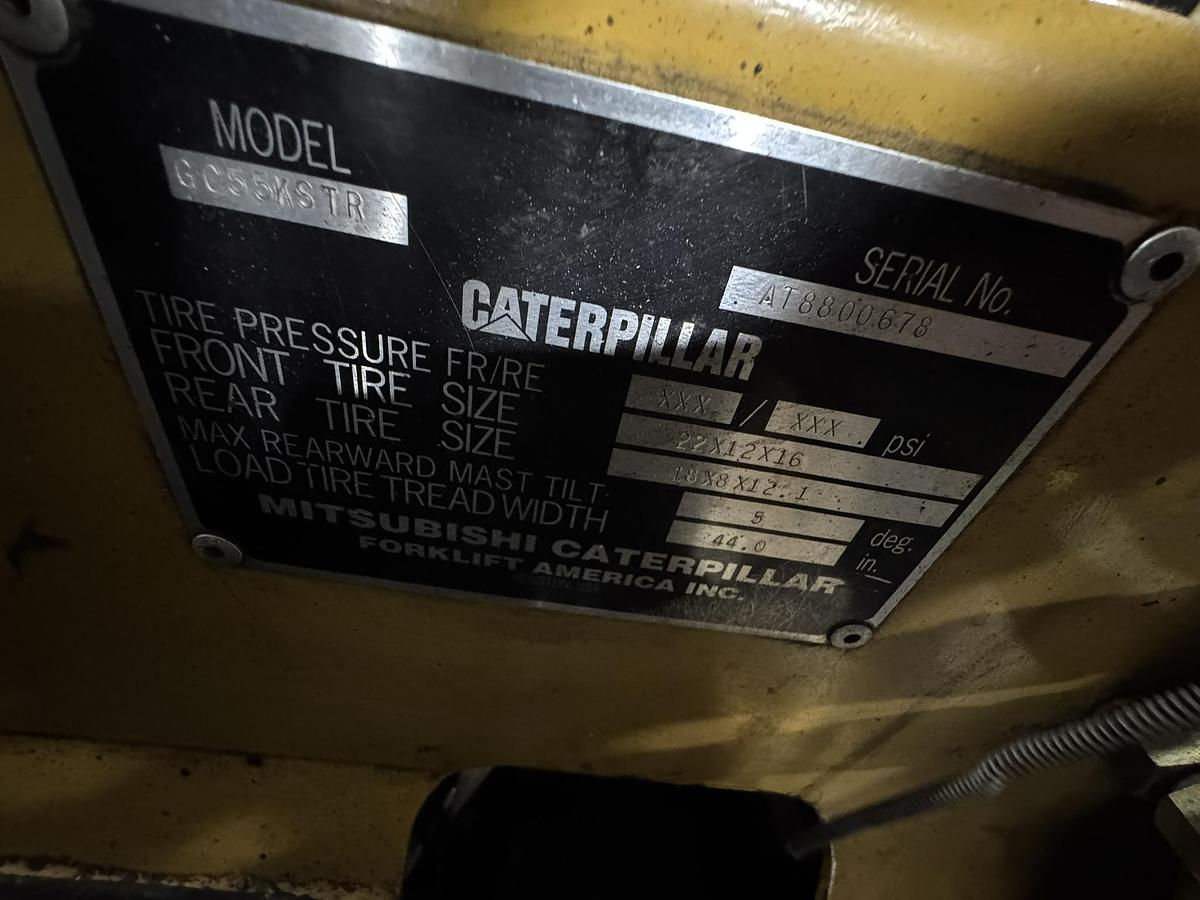 MODEL
GC55KSTR
SERIAL No.
AT8800678
CATERPILLAR
TIRE PRESSURE FR/RE XXX / XXX psi
FRONT TIRE SIZE 22X12X16
REAR TIRE SIZE 18X8X12.1
MAX REARWARD MAST TILT 5 deg.
LOAD TIRE TREAD WIDTH 44.0 in.
MITSUBISHI CATERPILLAR
FORKLIFT AMERICA INC.
HOUSTON, USA